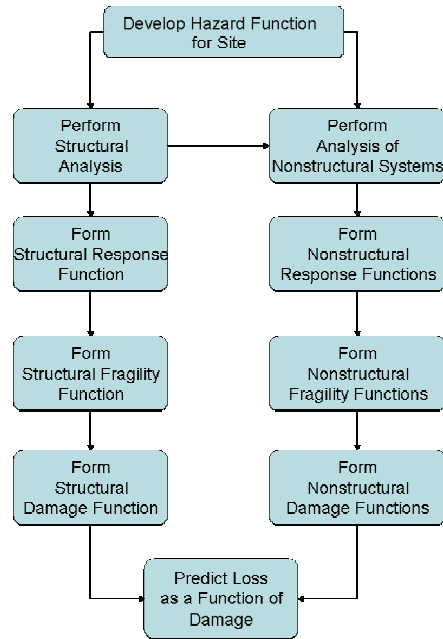 Develop Hazard Function
for Site
Perform
Structural
Analysis
Perform
Analysis of
Nonstructural Systems
Form
Structural Response
Function
Form
Nonstructural
Response Functions
Form
Structural Fragility
Function
Form
Nonstructural
Fragility Functions
Form
Structural
Damage Function
Form
Nonstructural
Damage Functions
Predict Loss
as a Function of
Damage